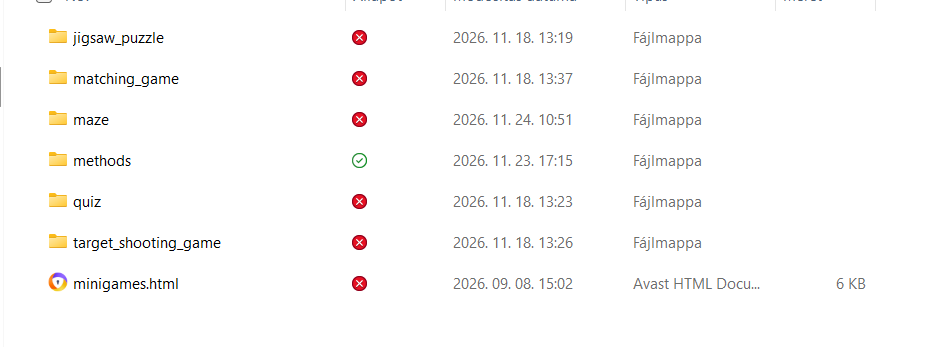 jigsaw_puzzle 2026. 11. 18. 13:19 Fájlmappa
matching_game 2026. 11. 18. 13:37 Fájlmappa
maze 2026. 11. 24. 10:51 Fájlmappa
methods 2026. 11. 23. 17:15 Fájlmappa
quiz 2026. 11. 18. 13:23 Fájlmappa
target_shooting_game 2026. 11. 18. 13:26 Fájlmappa
minigames.html 2026. 09. 08. 15:02 Avast HTML Docu... 6 KB